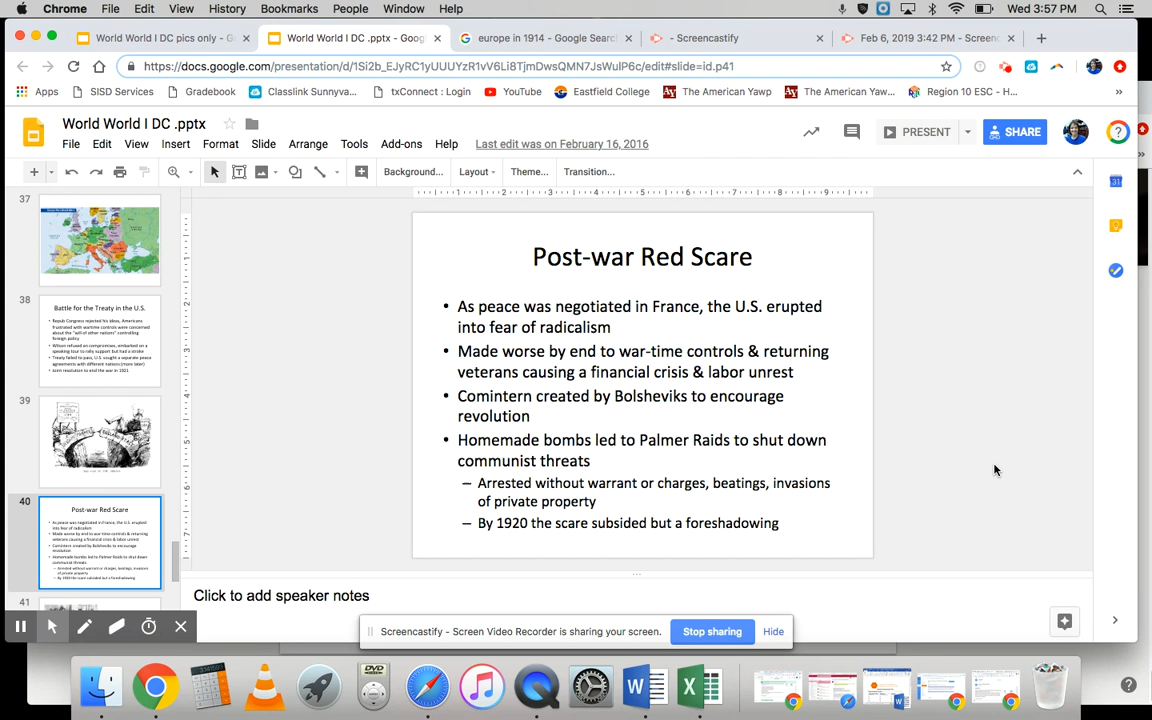 Chrome File Edit View History Bookmarks People Window Help Wed 3:57 PM
World World I DC pics only - G
World World I DC .pptx - Goog
europe in 1914 - Google Searc
- Screencastify
Feb 6, 2019 3:42 PM - Screenc
https://docs.google.com/presentation/d/1Si2b_EJyRC1yUUUYzR1vV6Li8TjmDwsQMN7JsWuIP6c/edit#slide=id.p41
Apps SISD Services Gradebook Classlink Sunnyva... txConnect : Login YouTube Eastfield College The American Yawp The American Yaw... Region 10 ESC - H... »
World World I DC .pptx
PRESENT
SHARE
File Edit View Insert Format Slide Arrange Tools Add-ons Help Last edit was on February 16, 2016
Background... Layout Theme... Transition...
37
38
Battle for the Treaty in the U.S.
39
40
Post-war Red Scare
41
Post-war Red Scare
• As peace was negotiated in France, the U.S. erupted
into fear of radicalism
• Made worse by end to war-time controls & returning
veterans causing a financial crisis & labor unrest
• Comintern created by Bolsheviks to encourage
revolution
• Homemade bombs led to Palmer Raids to shut down
communist threats
– Arrested without warrant or charges, beatings, invasions
of private property
– By 1920 the scare subsided but a foreshadowing
Click to add speaker notes
Screencastify - Screen Video Recorder is sharing your screen. Stop sharing Hide